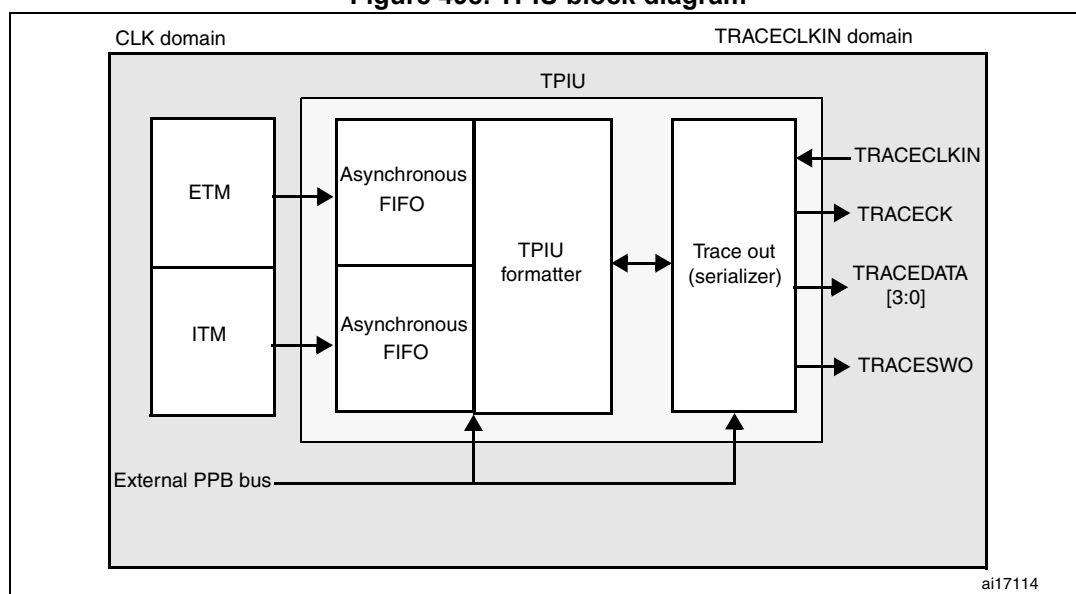 CLK domain
TRACECLKIN domain
TPIU
ETM
ITM
Asynchronous
FIFO
Asynchronous
FIFO
TPIU
formatter
Trace out
(serializer)
TRACECLKIN
TRACECK
TRACEDATA
[3:0]
TRACESWO
External PPB bus
ai17114